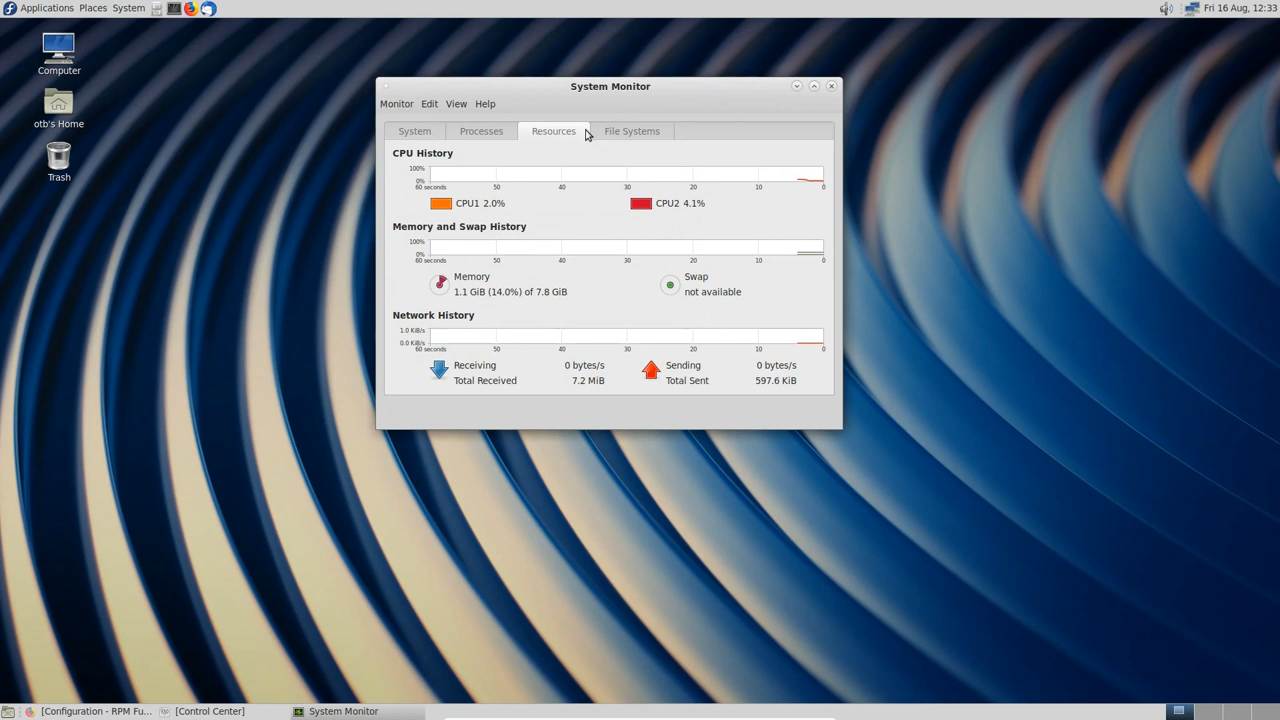 Applications Places System
Fri 16 Aug, 12:33
Computer
otb's Home
Trash
System Monitor
Monitor Edit View Help
System Processes Resources File Systems
CPU History
100%
0%
60 seconds 50 40 30 20 10 0
CPU1 2.0% CPU2 4.1%
Memory and Swap History
100%
0%
60 seconds 50 40 30 20 10 0
Memory
1.1 GiB (14.0%) of 7.8 GiB
Swap
not available
Network History
1.0 KiB/s
0.0 KiB/s
60 seconds 50 40 30 20 10 0
Receiving 0 bytes/s
Total Received 7.2 MiB
Sending 0 bytes/s
Total Sent 597.6 KiB
[Configuration - RPM Fu... [Control Center] System Monitor